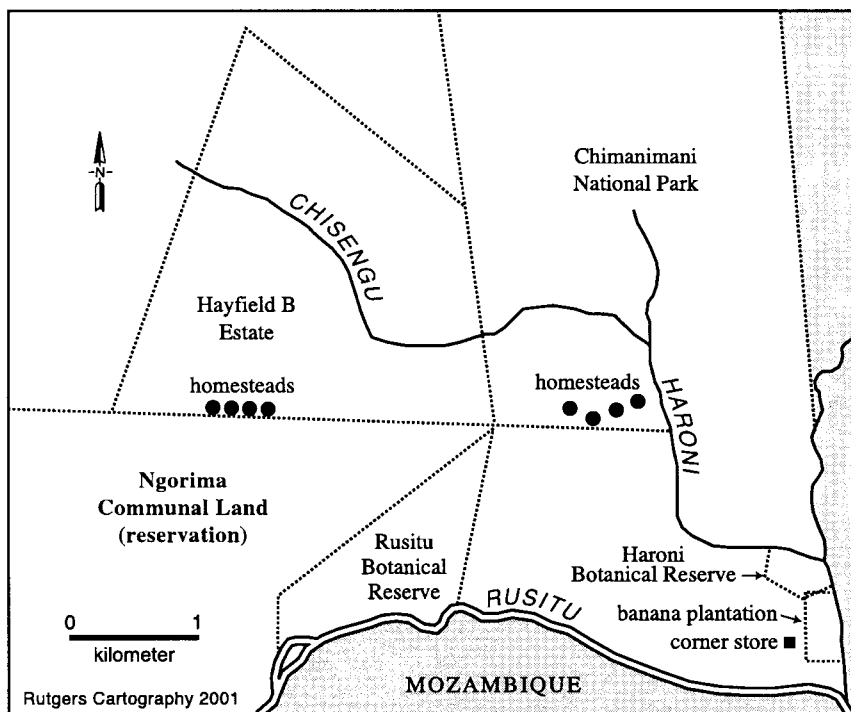 Chimanimani
National Park
-N-
CHISENGU
Hayfield B
Estate
homesteads
homesteads
HARONI
Ngorima
Communal Land
(reservation)
Rusitu
Botanical
Reserve
Haroni
Botanical Reserve
RUSITU
banana plantation
corner store
0 1
kilometer
MOZAMBIQUE
Rutgers Cartography 2001